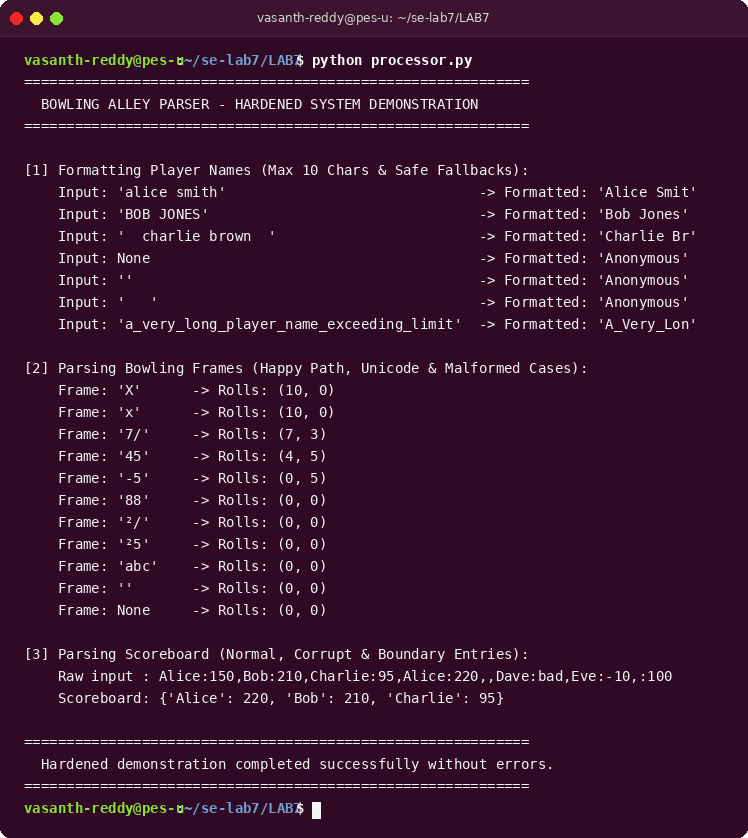 vasanth-reddy@pes-u: ~/se-lab7/LAB7
vasanth-reddy@pes-u:~/se-lab7/LAB7$ python processor.py
============================================================
  BOWLING ALLEY PARSER - HARDENED SYSTEM DEMONSTRATION
============================================================
[1] Formatting Player Names (Max 10 Chars & Safe Fallbacks):
    Input: 'alice smith'                              -> Formatted: 'Alice Smit'
    Input: 'BOB JONES'                                -> Formatted: 'Bob Jones'
    Input: '  charlie brown  '                        -> Formatted: 'Charlie Br'
    Input: None                                       -> Formatted: 'Anonymous'
    Input: ''                                         -> Formatted: 'Anonymous'
    Input: '   '                                      -> Formatted: 'Anonymous'
    Input: 'a_very_long_player_name_exceeding_limit'  -> Formatted: 'A_Very_Lon'
[2] Parsing Bowling Frames (Happy Path, Unicode & Malformed Cases):
    Frame: 'X'      -> Rolls: (10, 0)
    Frame: 'x'      -> Rolls: (10, 0)
    Frame: '7/'     -> Rolls: (7, 3)
    Frame: '45'     -> Rolls: (4, 5)
    Frame: '-5'     -> Rolls: (0, 5)
    Frame: '88'     -> Rolls: (0, 0)
    Frame: '²/'     -> Rolls: (0, 0)
    Frame: '²5'     -> Rolls: (0, 0)
    Frame: 'abc'    -> Rolls: (0, 0)
    Frame: ''       -> Rolls: (0, 0)
    Frame: None     -> Rolls: (0, 0)
[3] Parsing Scoreboard (Normal, Corrupt & Boundary Entries):
    Raw input : Alice:150,Bob:210,Charlie:95,Alice:220,,Dave:bad,Eve:-10,:100
    Scoreboard: {'Alice': 220, 'Bob': 210, 'Charlie': 95}
============================================================
  Hardened demonstration completed successfully without errors.
============================================================
vasanth-reddy@pes-u:~/se-lab7/LAB7$